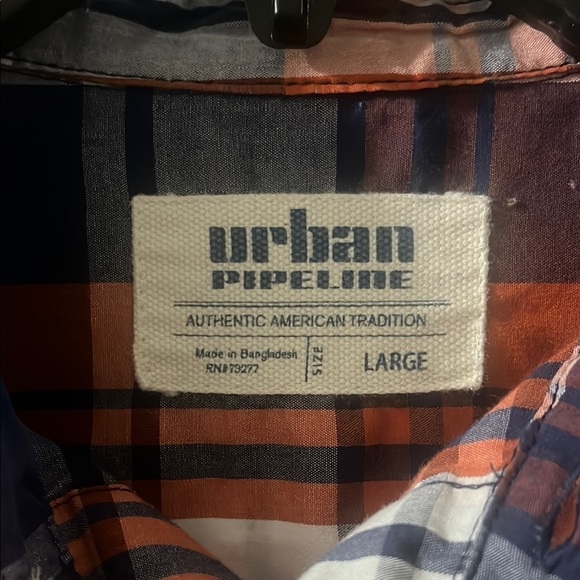 urban
PIPELINE
AUTHENTIC AMERICAN TRADITION
Made in Bangladesh
RN#73277
SIZE
LARGE